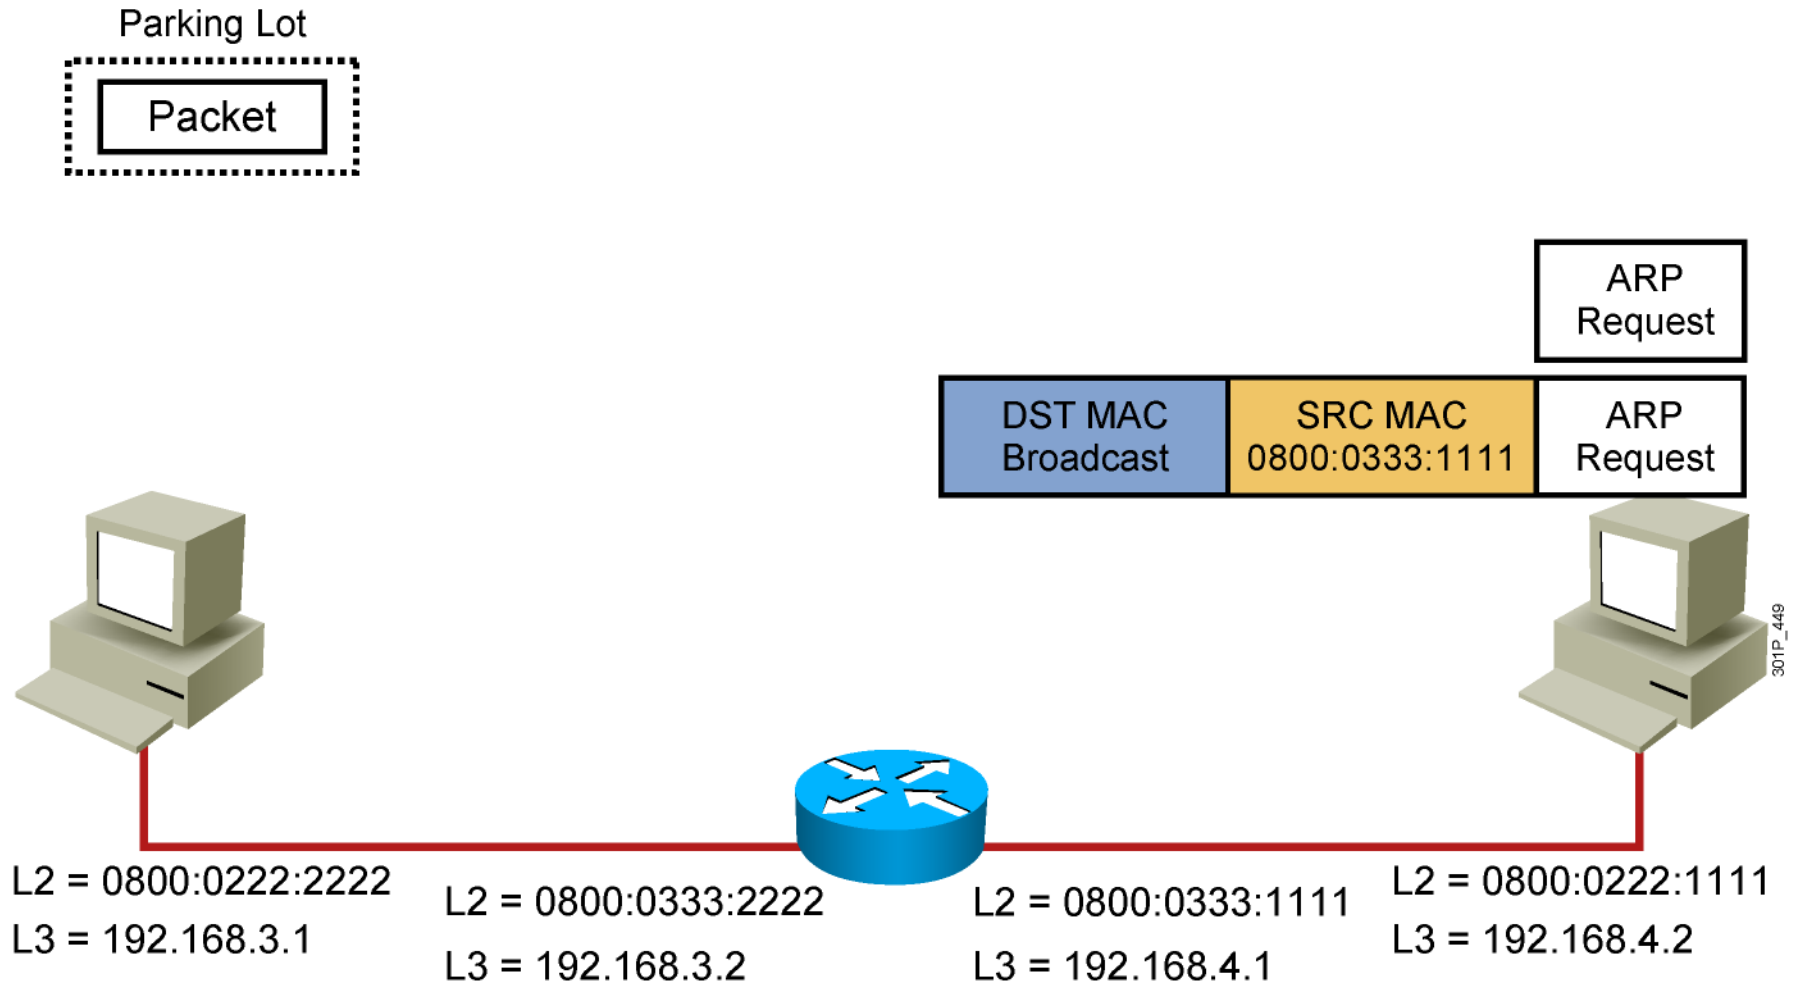 Parking Lot
Packet
ARP
Request
DST MAC
Broadcast
SRC MAC
0800:0333:1111
ARP
Request
301P_449
L2 = 0800:0222:2222
L3 = 192.168.3.1
L2 = 0800:0333:2222
L3 = 192.168.3.2
L2 = 0800:0333:1111
L3 = 192.168.4.1
L2 = 0800:0222:1111
L3 = 192.168.4.2